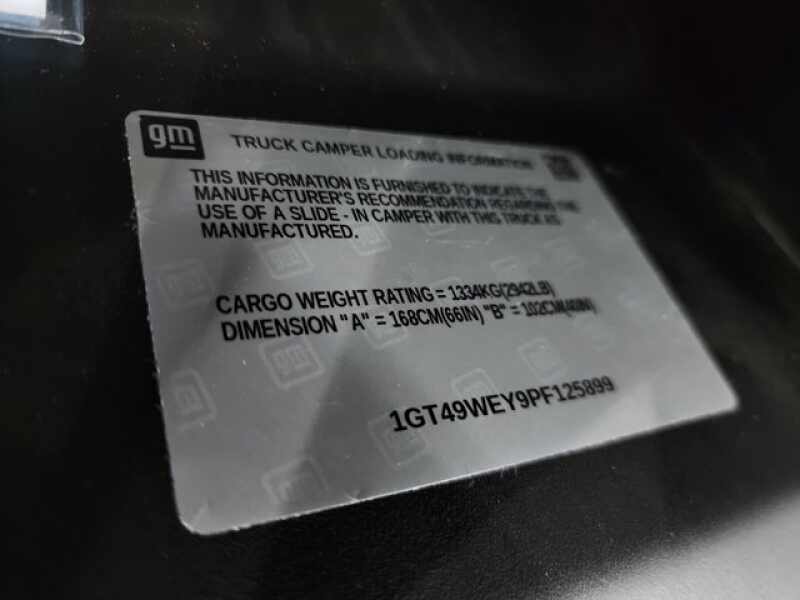 gm
TRUCK CAMPER LOADING INFORMATION
THIS INFORMATION IS FURNISHED TO INDICATE THE
MANUFACTURER'S RECOMMENDATION REGARDING THE
USE OF A SLIDE - IN CAMPER WITH THIS TRUCK AS
MANUFACTURED.
CARGO WEIGHT RATING = 1334KG(2942LB)
DIMENSION "A" = 168CM(66IN) "B" = 102CM(40IN)
1GT49WEY9PF125899